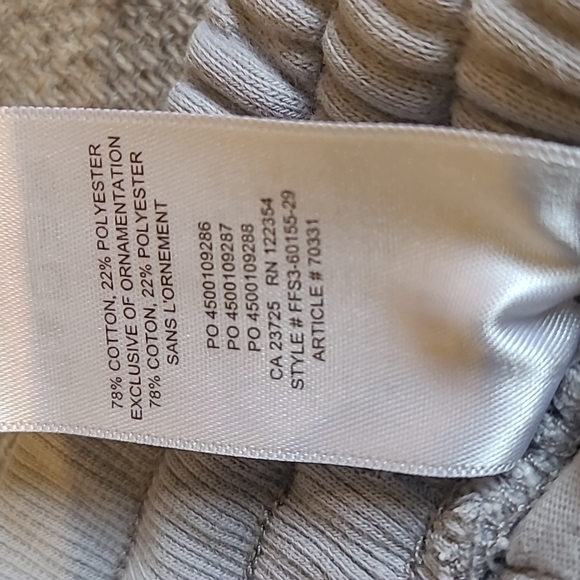 78% COTTON, 22% POLYESTER
EXCLUSIVE OF ORNAMENTATION
78% COTON, 22% POLYESTER
SANS L'ORNEMENT
PO 4500109286
PO 4500109287
PO 4500109288
CA 23725 RN 122354
STYLE # FFS3-60155-29
ARTICLE # 70331